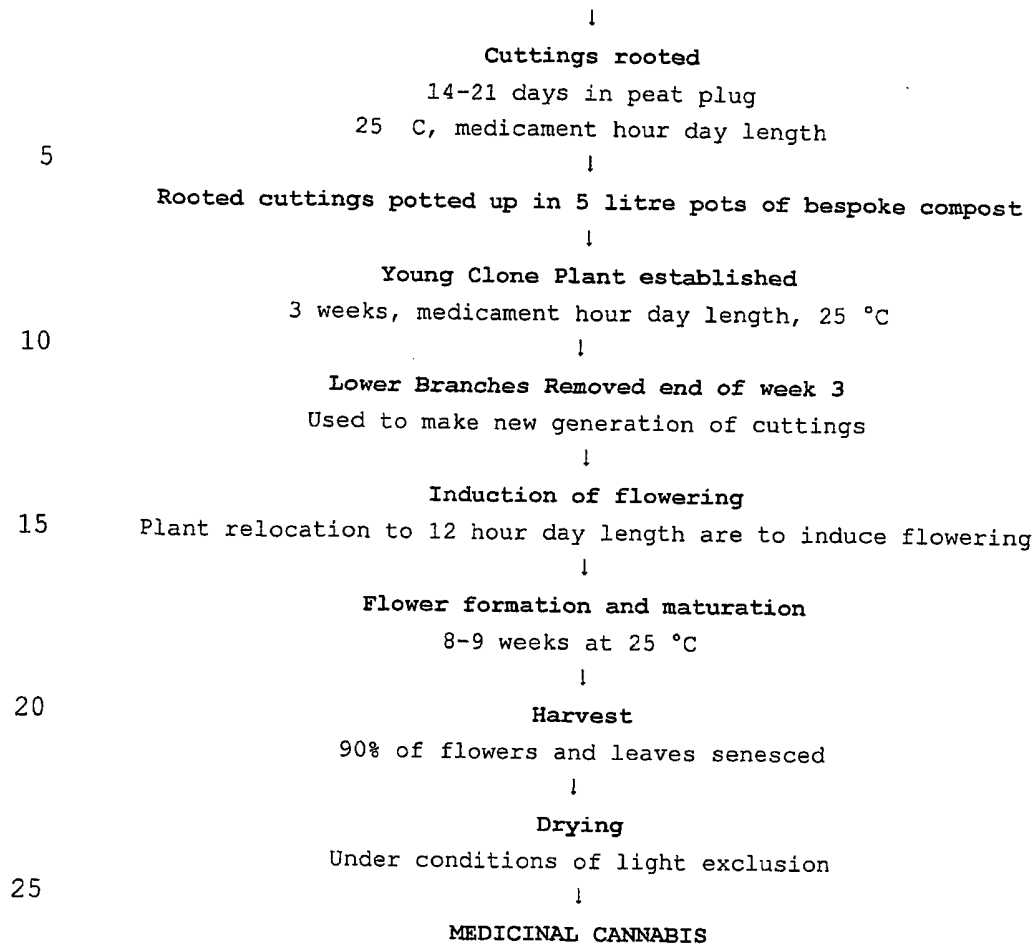 ↓
Cuttings rooted
14-21 days in peat plug
25 C, medicament hour day length
5
↓
Rooted cuttings potted up in 5 litre pots of bespoke compost
↓
Young Clone Plant established
3 weeks, medicament hour day length, 25 °C
10
↓
Lower Branches Removed end of week 3
Used to make new generation of cuttings
↓
Induction of flowering
15 Plant relocation to 12 hour day length are to induce flowering
↓
Flower formation and maturation
8-9 weeks at 25 °C
↓
20
Harvest
90% of flowers and leaves senesced
↓
Drying
Under conditions of light exclusion
25
↓
MEDICINAL CANNABIS